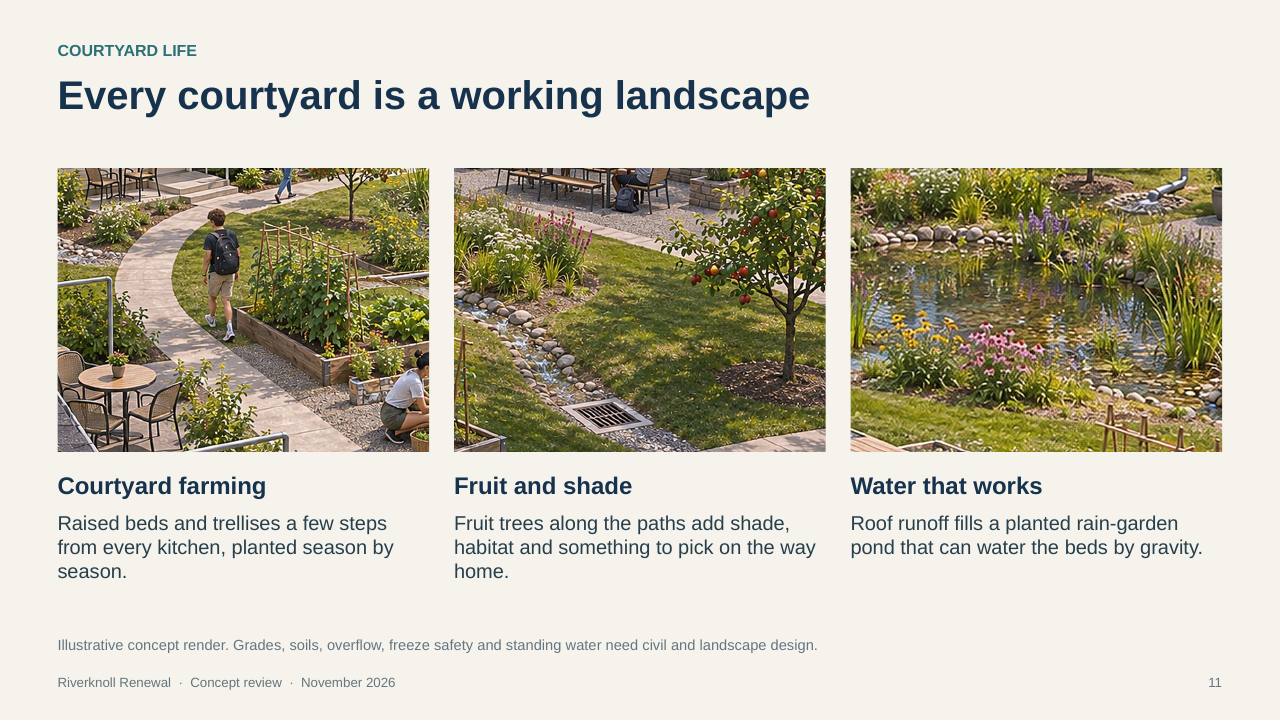 COURTYARD LIFE
Every courtyard is a working landscape
Courtyard farming
Raised beds and trellises a few steps
from every kitchen, planted season by
season.
Fruit and shade
Fruit trees along the paths add shade,
habitat and something to pick on the way
home.
Water that works
Roof runoff fills a planted rain-garden
pond that can water the beds by gravity.
Illustrative concept render. Grades, soils, overflow, freeze safety and standing water need civil and landscape design.
Riverknoll Renewal · Concept review · November 2026
11